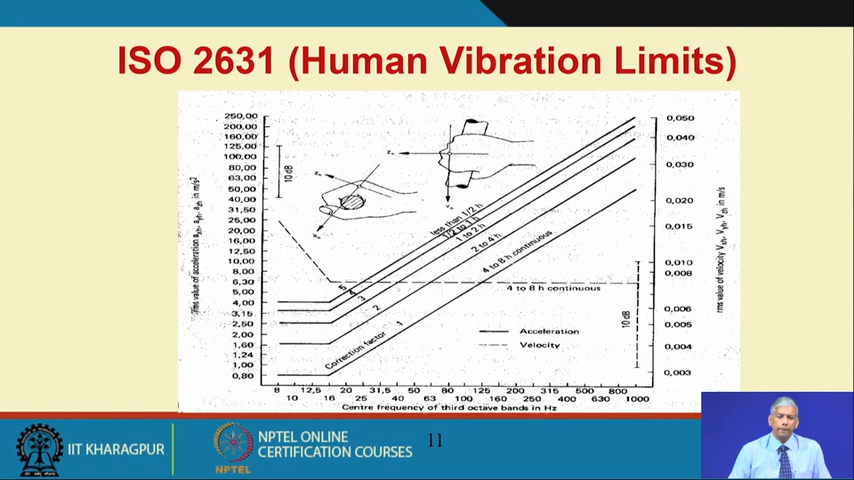 ISO 2631 (Human Vibration Limits)
250,00
200,00
160,00
125,00
100,00
80,00
63,00
50,00
40,00
31,50
25,00
20,00
16,00
12,50
10,00
8,00
6,30
5,00
4,00
3,15
2,50
2,00
1,60
1,24
1,00
0,80
rms value of acceleration
in m/s²
10 dB
less than 1/2 h
1/2 to 1 h
1 to 2 h
2 to 4 h
4 to 8 h continuous
5
4
3
2
Correction factor 1
4 to 8 h continuous
Acceleration
Velocity
10 dB
0,050
0,040
0,030
0,020
0,015
0,010
0,008
0,006
0,005
0,004
0,003
rms value of velocity
in m/s
8 12,5 20 31,5 50 80 125 200 315 500 800
10 16 25 40 63 100 160 250 400 630 1000
Centre frequency of third octave bands in Hz
IIT KHARAGPUR
NPTEL
NPTEL ONLINE
CERTIFICATION COURSES
11